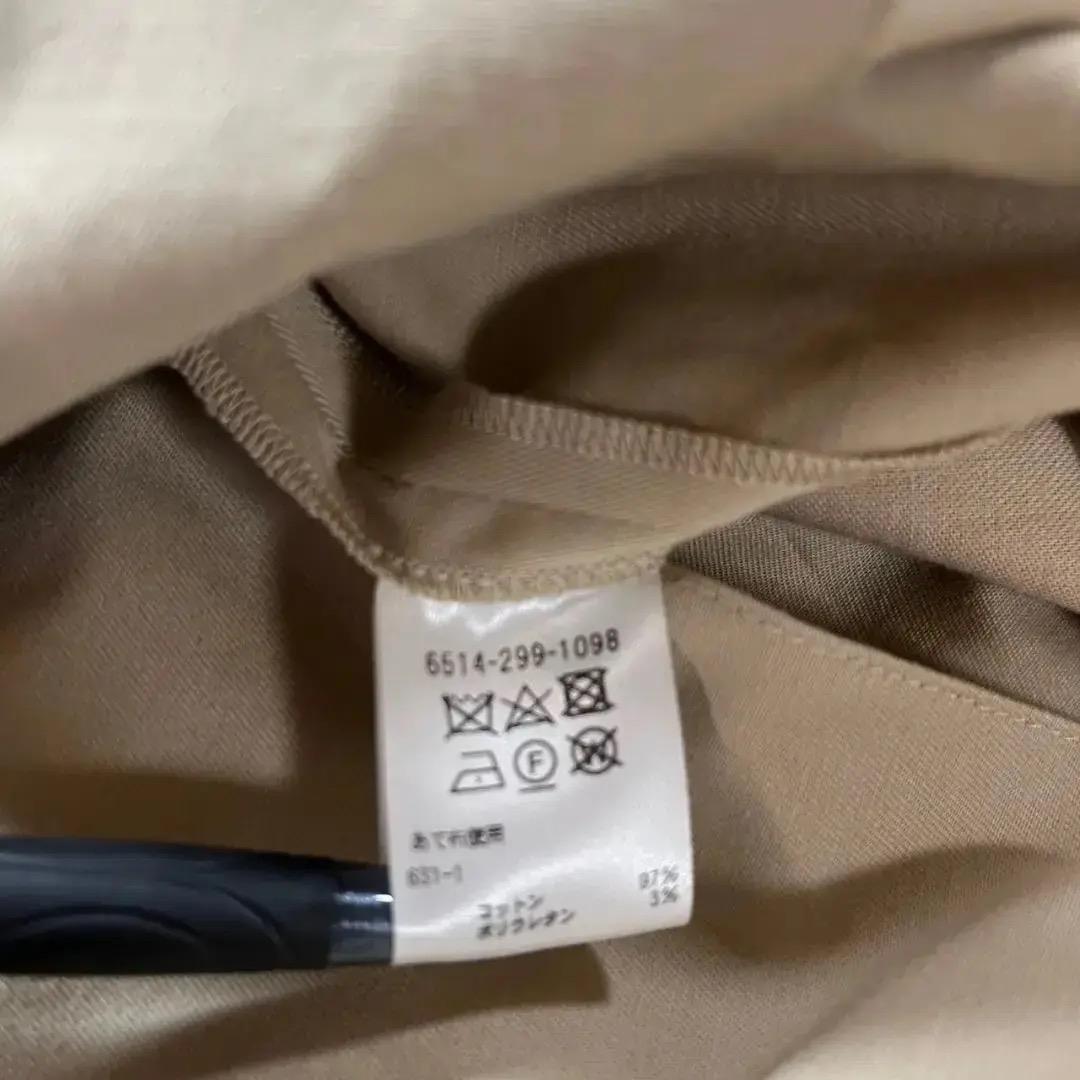 6514-299-1098
F
W
あて布使用
631-1
コットン 97%
ポリウレタン 3%